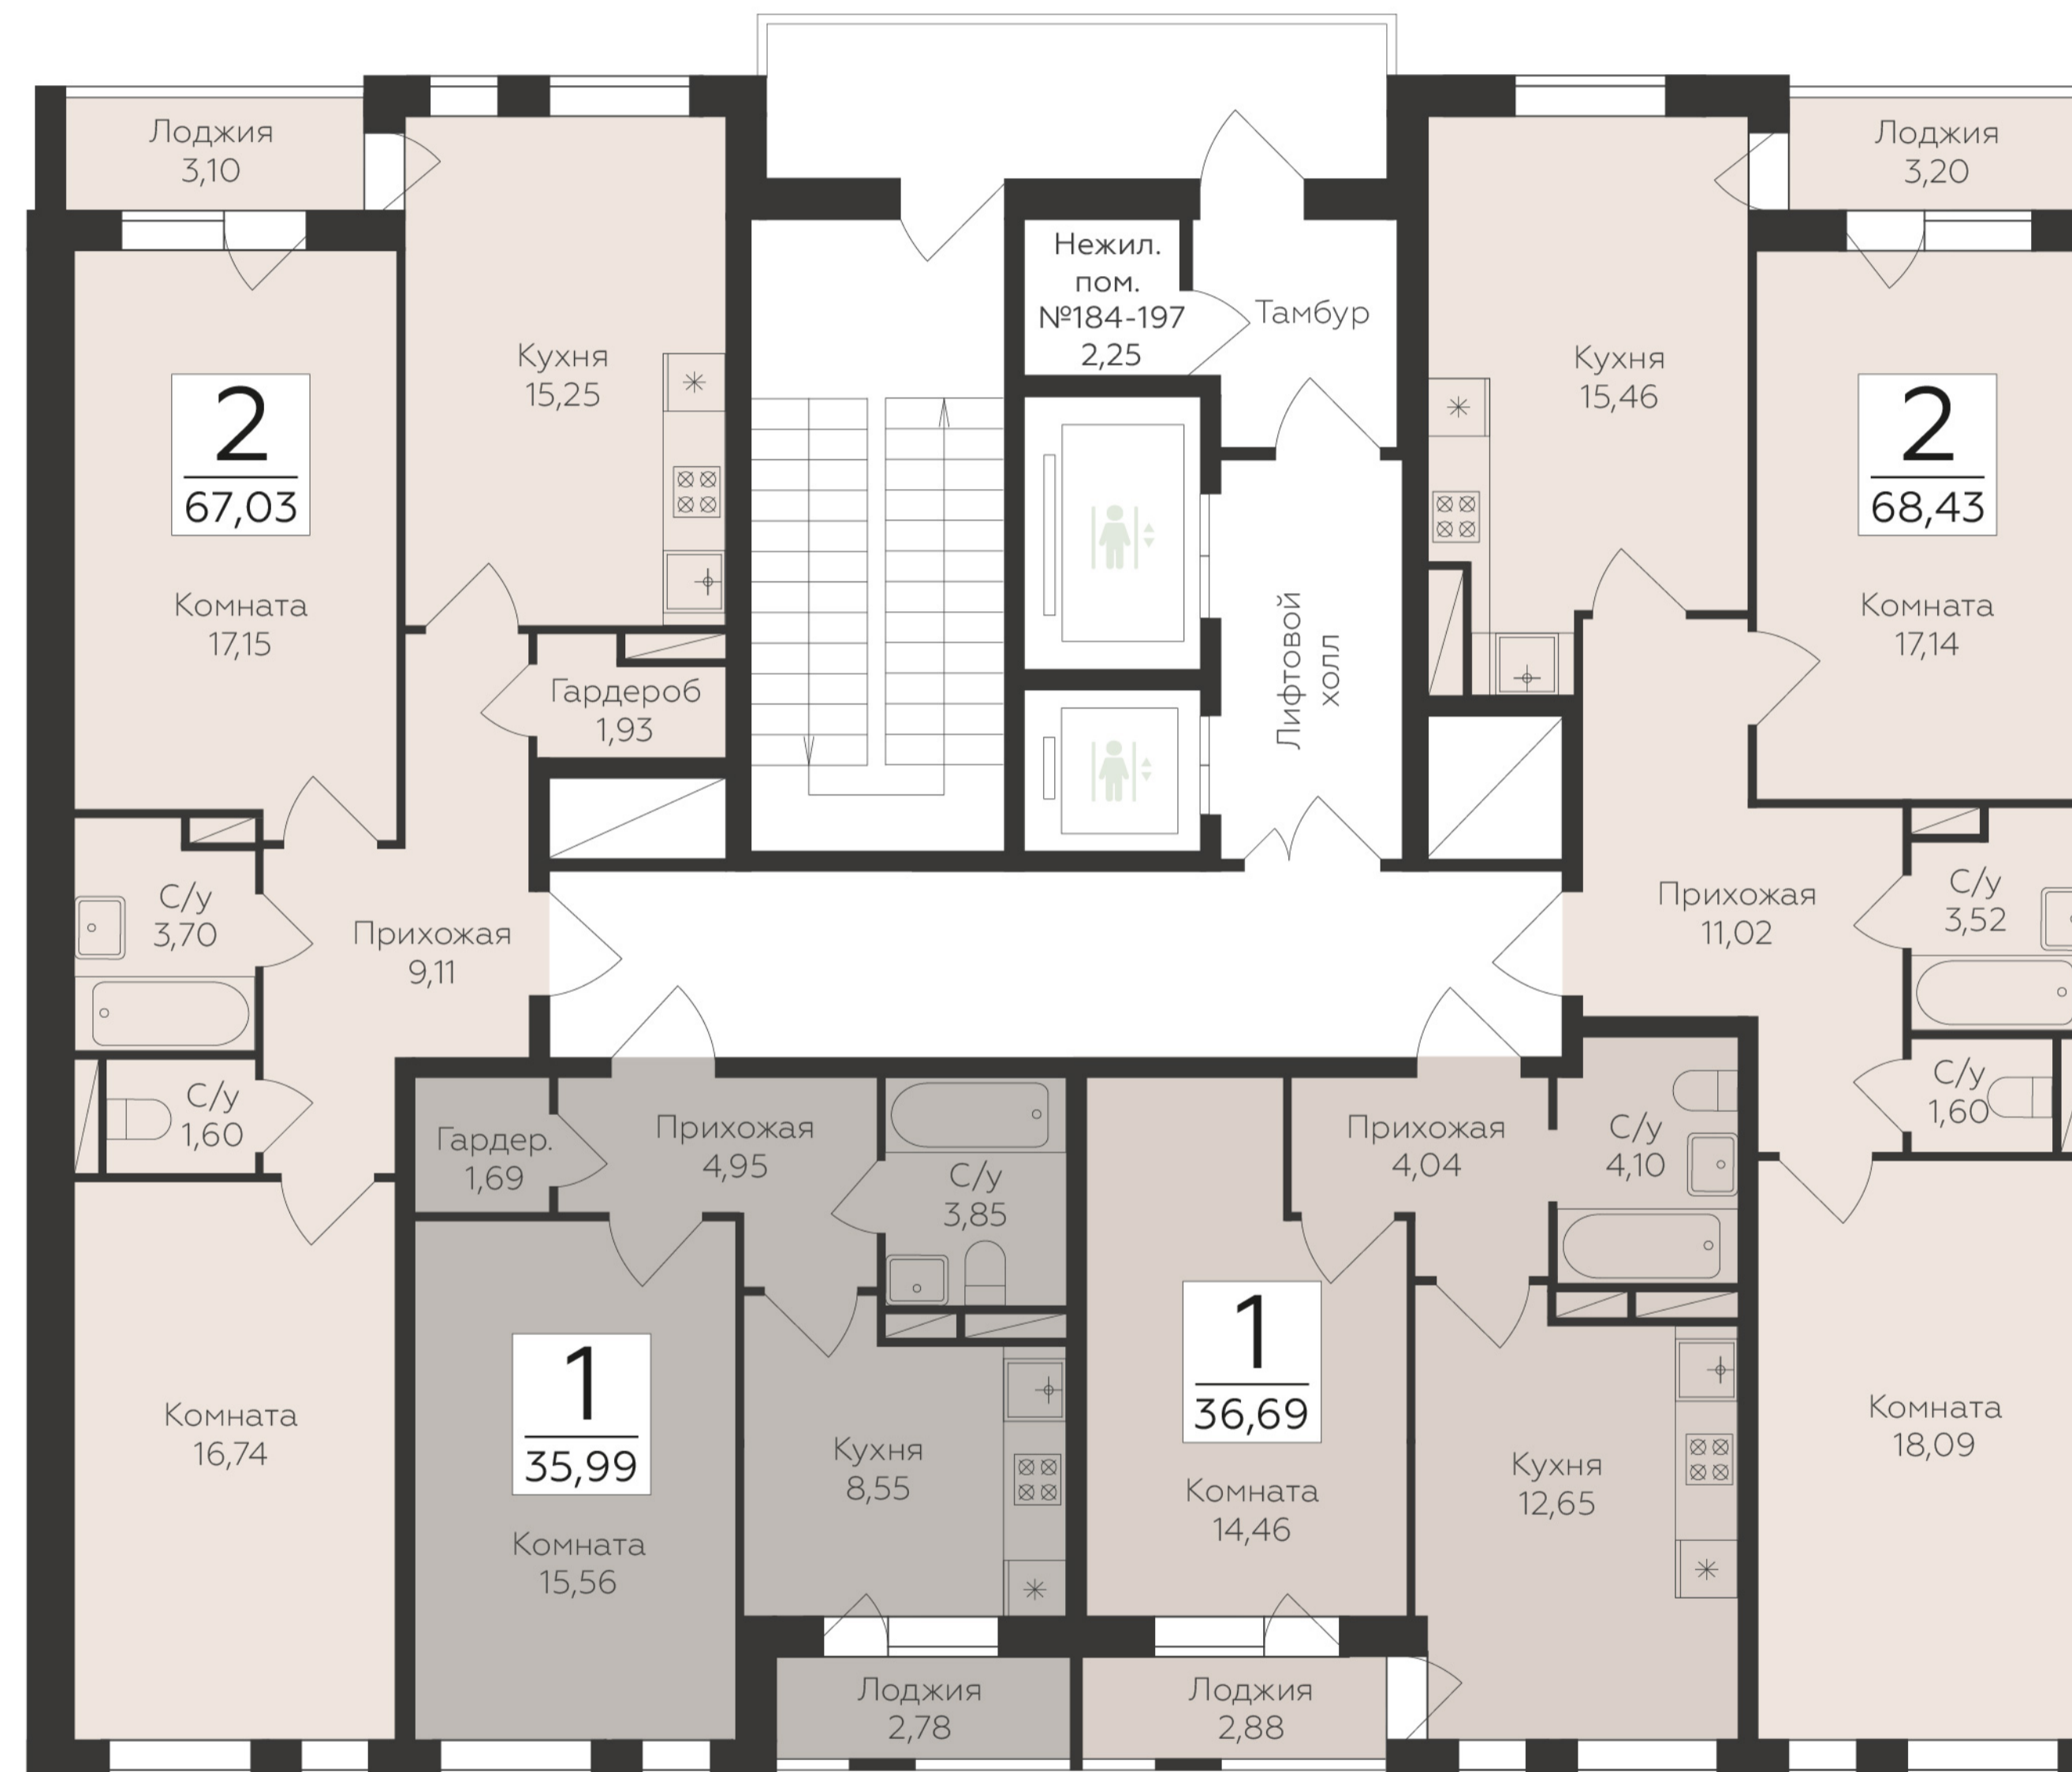 Лоджия
3,10
Кухня
15,25
2
67,03
Комната
17,15
Гардероб
1,93
С/у
3,70
Прихожая
9,11
С/у
1,60
Комната
16,74
Нежил.
пом.
№184-197
2,25
Тамбур
Лифтовой
холл
Кухня
15,46
Лоджия
3,20
2
68,43
Комната
17,14
Прихожая
11,02
С/у
3,52
С/у
1,60
Комната
18,09
Гардер.
1,69
Прихожая
4,95
С/у
3,85
1
35,99
Комната
15,56
Кухня
8,55
Лоджия
2,78
Прихожая
4,04
С/у
4,10
1
36,69
Комната
14,46
Кухня
12,65
Лоджия
2,88